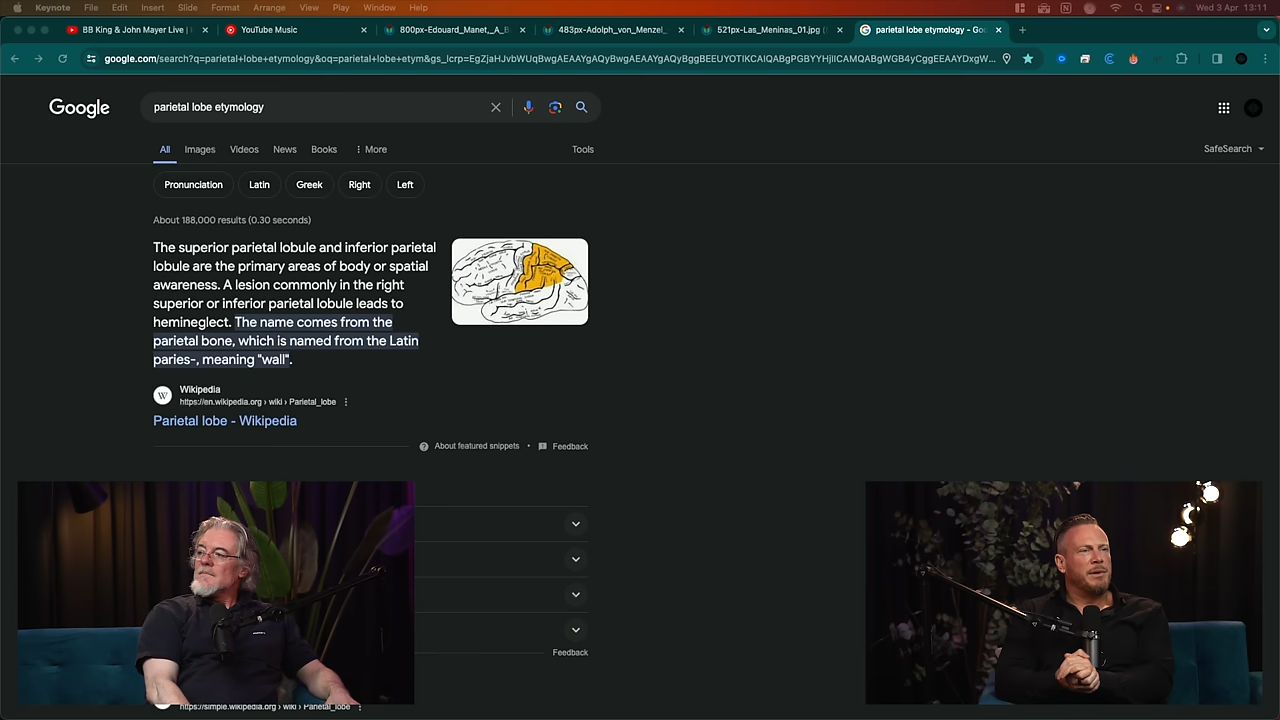 Keynote File Edit Insert Slide Format Arrange View Play Window Help Wed 3 Apr 13:11
BB King & John Mayer Live | YouTube Music 800px-Edouard_Manet,_A_B 483px-Adolph_von_Menzel_ 521px-Las_Meninas_01.jpg ( parietal lobe etymology - Goo
google.com/search?q=parietal+lobe+etymology&oq=parietal+lobe+etym&gs_lcrp=EgZjaHJvbWUqBwgAEAAYgAQyBwgAEAAYgAQyBggBEEUYOTIKCAIQABgPGBYYHjIICAMQABgWGB4yCggEEAAYDxgW...
Google
parietal lobe etymology
All Images Videos News Books More Tools
SafeSearch
Pronunciation Latin Greek Right Left
About 188,000 results (0.30 seconds)
The superior parietal lobule and inferior parietal
lobule are the primary areas of body or spatial
awareness. A lesion commonly in the right
superior or inferior parietal lobule leads to
hemineglect. The name comes from the
parietal bone, which is named from the Latin
paries-, meaning "wall".
W
Wikipedia
https://en.wikipedia.org › wiki › Parietal_lobe
Parietal lobe - Wikipedia
About featured snippets • Feedback
Feedback
https://simple.wikipedia.org › wiki › Parietal_lobe